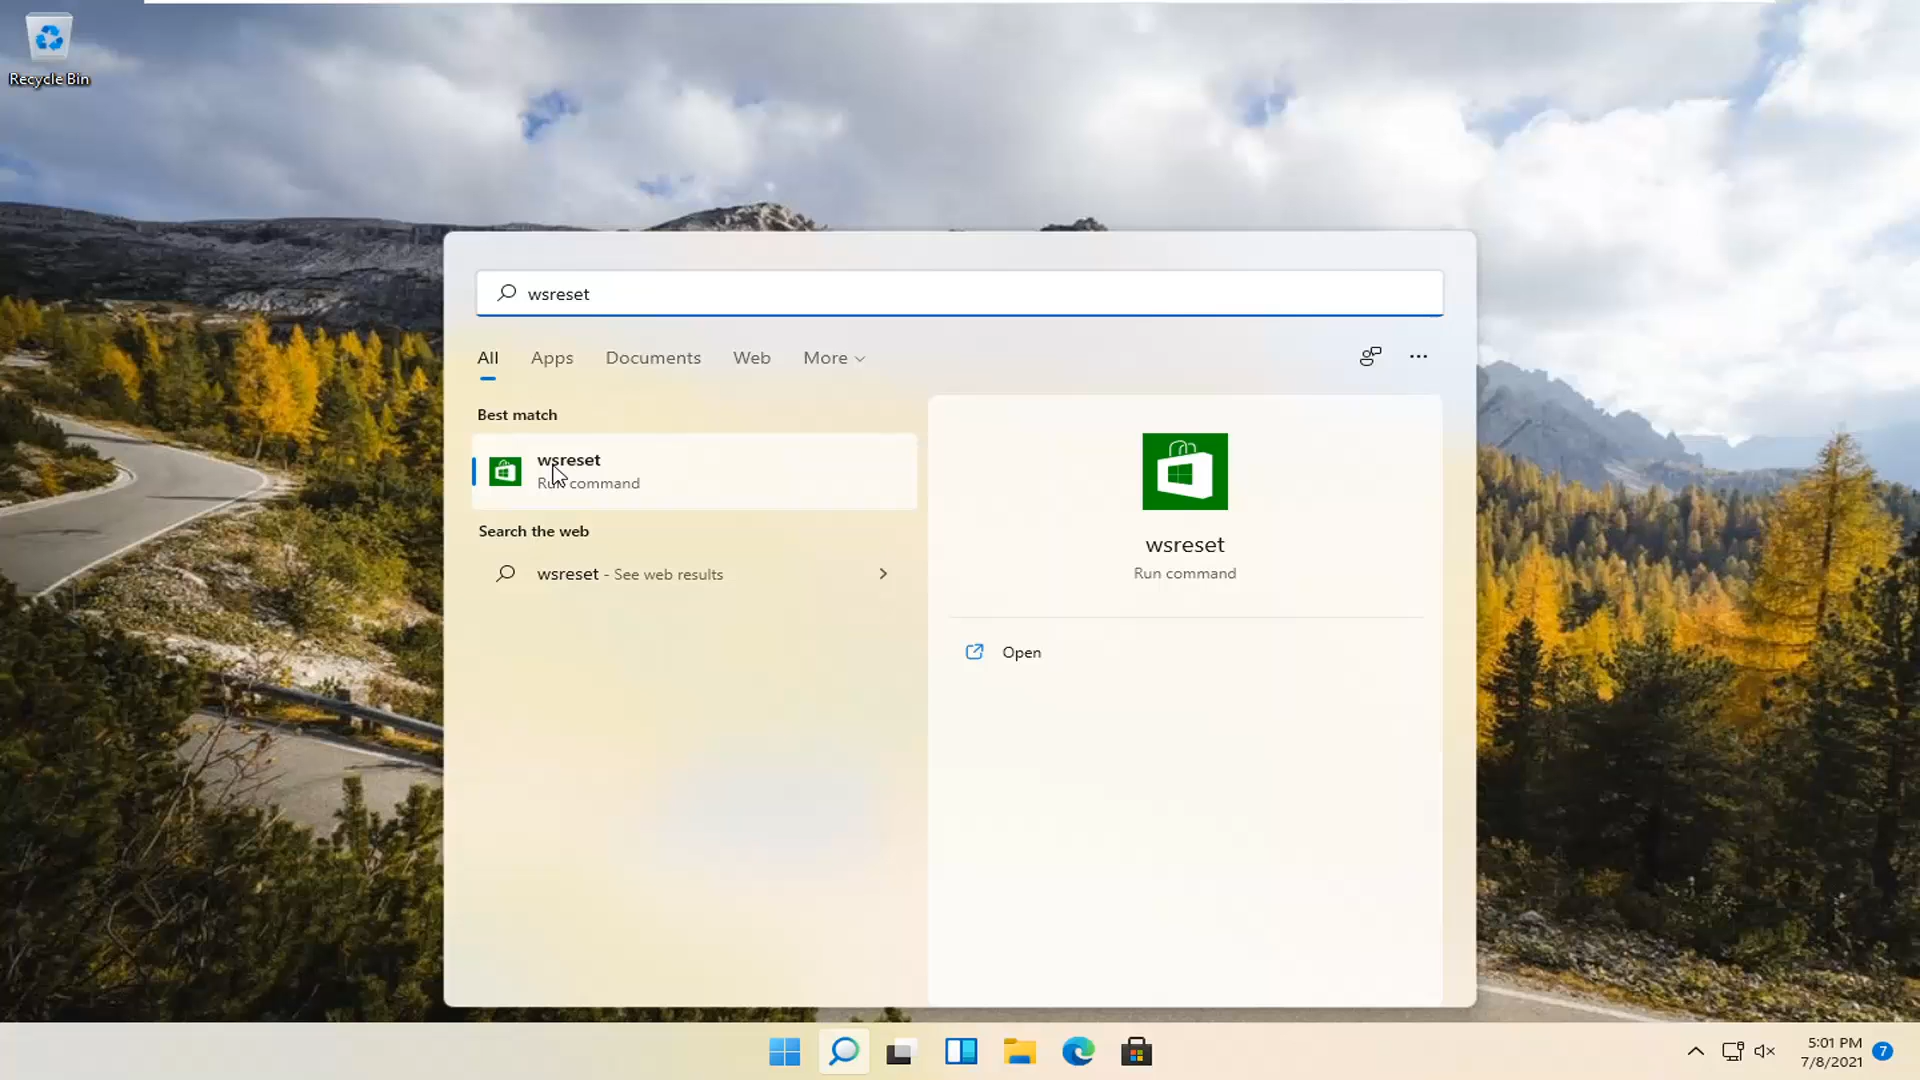 Recycle Bin
wsreset
All Apps Documents Web More
Best match
wsreset
Run command
Search the web
wsreset - See web results
wsreset
Run command
Open
5:01 PM
7/8/2021
7